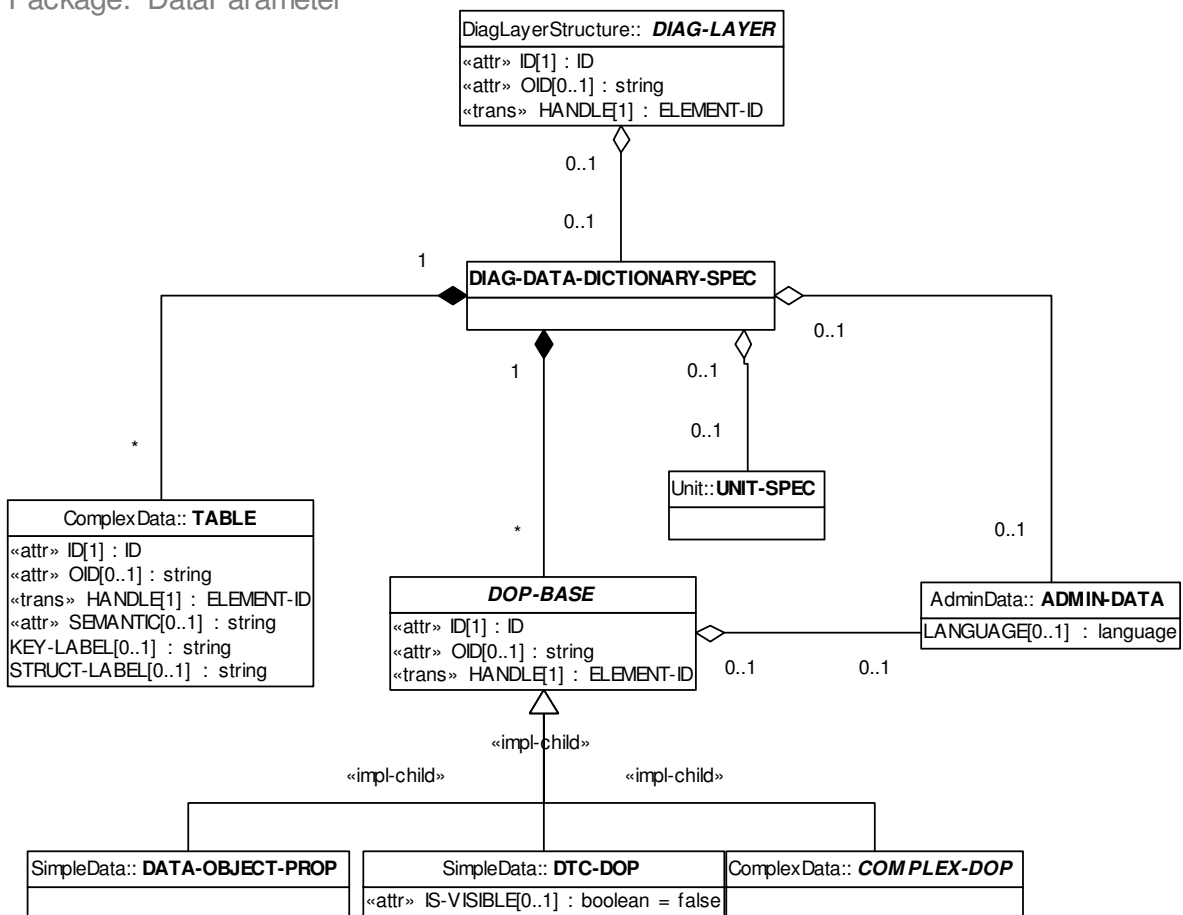 Package: DataParameter
DiagLayerStructure:: DIAG-LAYER
«attr» ID[1] : ID
«attr» OID[0..1] : string
«trans» HANDLE[1] : ELEMENT-ID
0..1
0..1
1
DIAG-DATA-DICTIONARY-SPEC
0..1
1
0..1
0..1
*
Unit::UNIT-SPEC
ComplexData:: TABLE
«attr» ID[1] : ID
«attr» OID[0..1] : string
«trans» HANDLE[1] : ELEMENT-ID
«attr» SEMANTIC[0..1] : string
KEY-LABEL[0..1] : string
STRUCT-LABEL[0..1] : string
*
0..1
DOP-BASE
«attr» ID[1] : ID
«attr» OID[0..1] : string
«trans» HANDLE[1] : ELEMENT-ID
AdminData:: ADMIN-DATA
LANGUAGE[0..1] : language
0..1
0..1
«impl-child»
«impl-child»
«impl-child»
SimpleData:: DATA-OBJECT-PROP
SimpleData:: DTC-DOP
«attr» IS-VISIBLE[0..1] : boolean = false
ComplexData:: COMPLEX-DOP